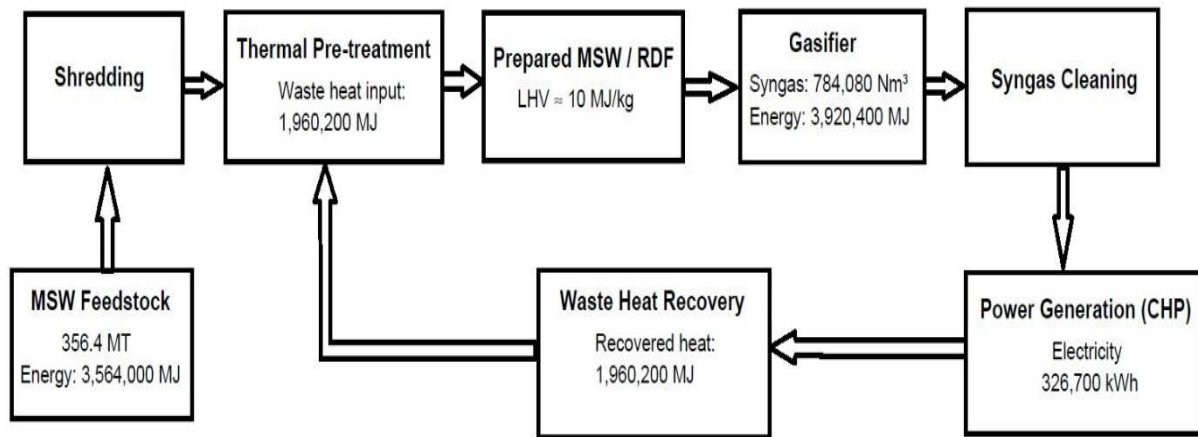 Shredding
Thermal Pre-treatment
Waste heat input:
1,960,200 MJ
Prepared MSW / RDF
LHV ≈ 10 MJ/kg
Gasifier
Syngas: 784,080 Nm³
Energy: 3,920,400 MJ
Syngas Cleaning
MSW Feedstock
356.4 MT
Energy: 3,564,000 MJ
Waste Heat Recovery
Recovered heat:
1,960,200 MJ
Power Generation (CHP)
Electricity
326,700 kWh